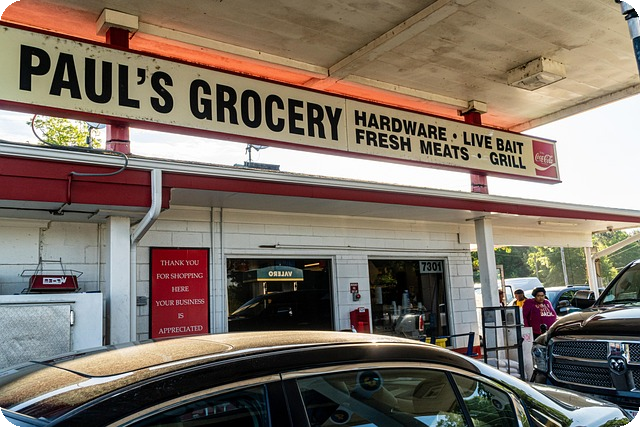 PAUL'S GROCERY
HARDWARE • LIVE BAIT
FRESH MEATS • GRILL
Coca-Cola
THANK YOU
FOR SHOPPING
HERE
YOUR BUSINESS
IS
APPRECIATED
VALERO
7301